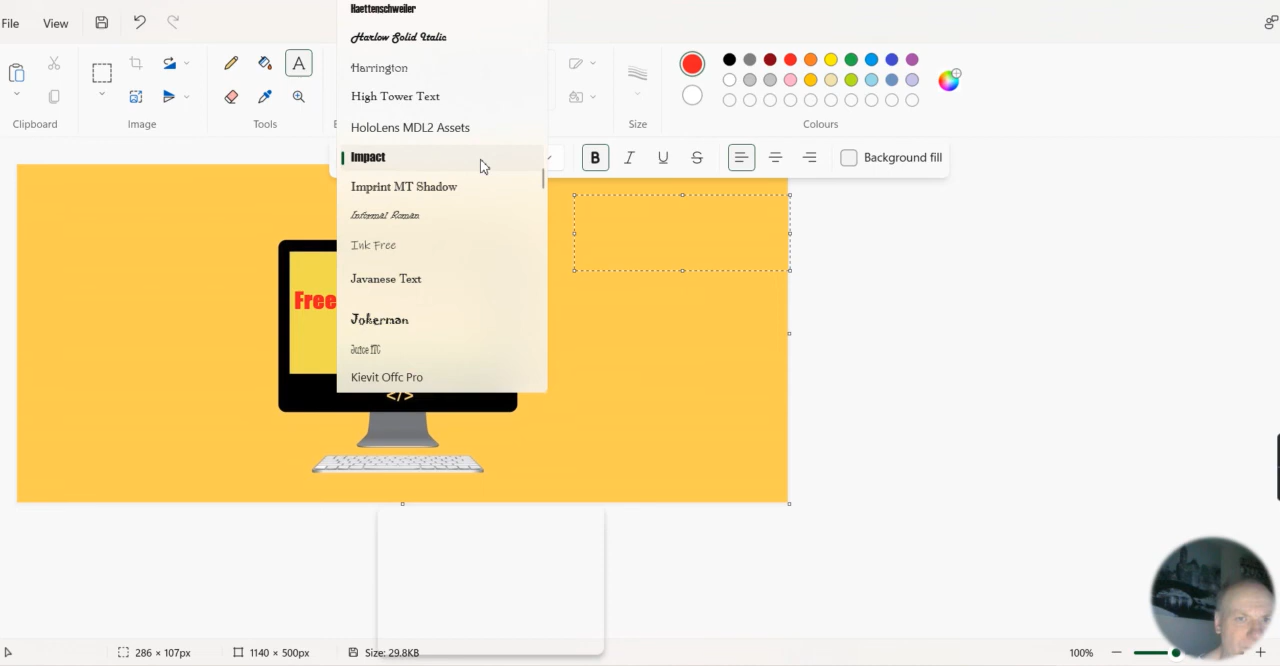 File View
Haettenschweiler
Harlow Solid Italic
Harrington
High Tower Text
HoloLens MDL2 Assets
Impact
Imprint MT Shadow
Informal Roman
Ink Free
Javanese Text
Jokerman
Juice ITC
Kievit Offc Pro
Clipboard
Image
Tools
Size
Colours
A
B I U S
Background fill
Free
</>
286 × 107px
1140 × 500px
Size: 29.8KB
100%